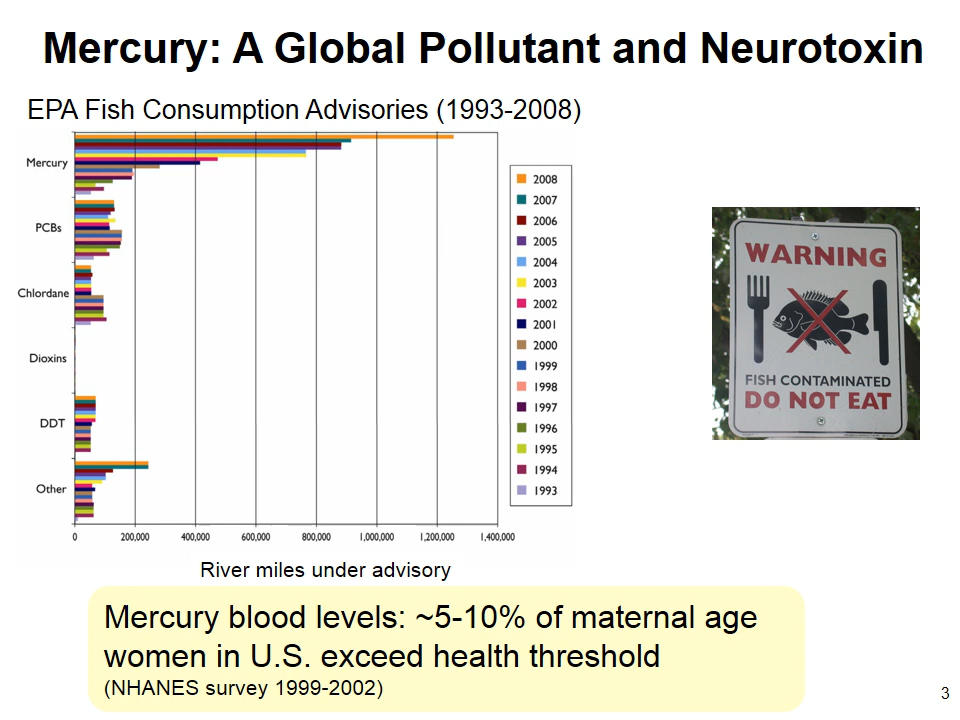 Mercury: A Global Pollutant and Neurotoxin
EPA Fish Consumption Advisories (1993-2008)
Mercury
PCBs
Chlordane
Dioxins
DDT
Other
0
200,000
400,000
600,000
800,000
1,000,000
1,200,000
1,400,000
River miles under advisory
2008
2007
2006
2005
2004
2003
2002
2001
2000
1999
1998
1997
1996
1995
1994
1993
WARNING
FISH CONTAMINATED
DO NOT EAT
Mercury blood levels: ~5-10% of maternal age
women in U.S. exceed health threshold
(NHANES survey 1999-2002)
3